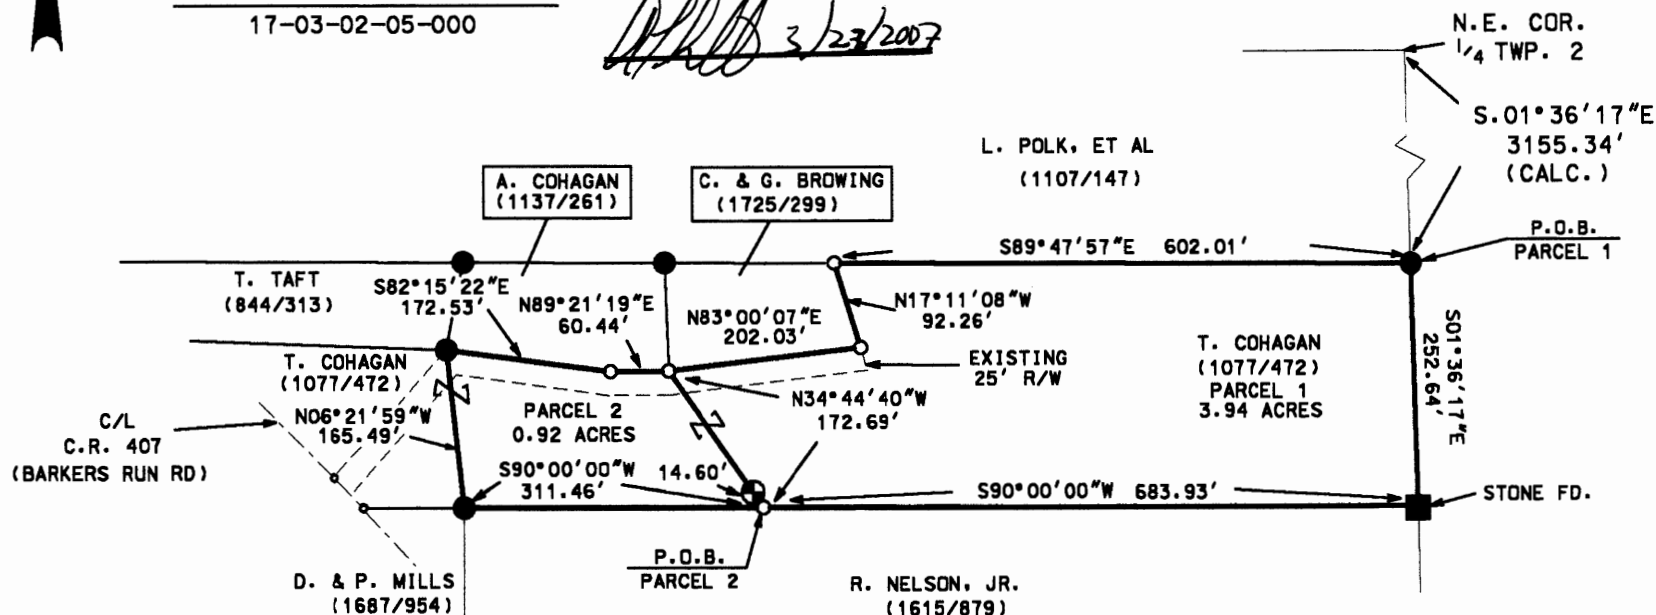 17-03-02-05-000
3/23/2007
N.E. COR.
1/4 TWP. 2
S.01°36'17"E
3155.34'
(CALC.)
L. POLK, ET AL
(1107/147)
A. COHAGAN
(1137/261)
C. & G. BROWING
(1725/299)
P.O.B.
PARCEL 1
S89°47'57"E 602.01'
T. TAFT
(844/313)
S82°15'22"E
172.53'
N89°21'19"E
60.44'
N83°00'07"E
202.03'
N17°11'08"W
92.26'
EXISTING
25' R/W
T. COHAGAN
(1077/472)
PARCEL 1
3.94 ACRES
S01°36'17"E
252.64'
T. COHAGAN
(1077/472)
N06°21'59"W
165.49'
C/L
C.R. 407
(BARKERS RUN RD)
PARCEL 2
0.92 ACRES
N34°44'40"W
172.69'
S90°00'00"W
311.46'
14.60'
S90°00'00"W 683.93'
STONE FD.
P.O.B.
PARCEL 2
D. & P. MILLS
(1687/954)
R. NELSON, JR.
(1615/879)